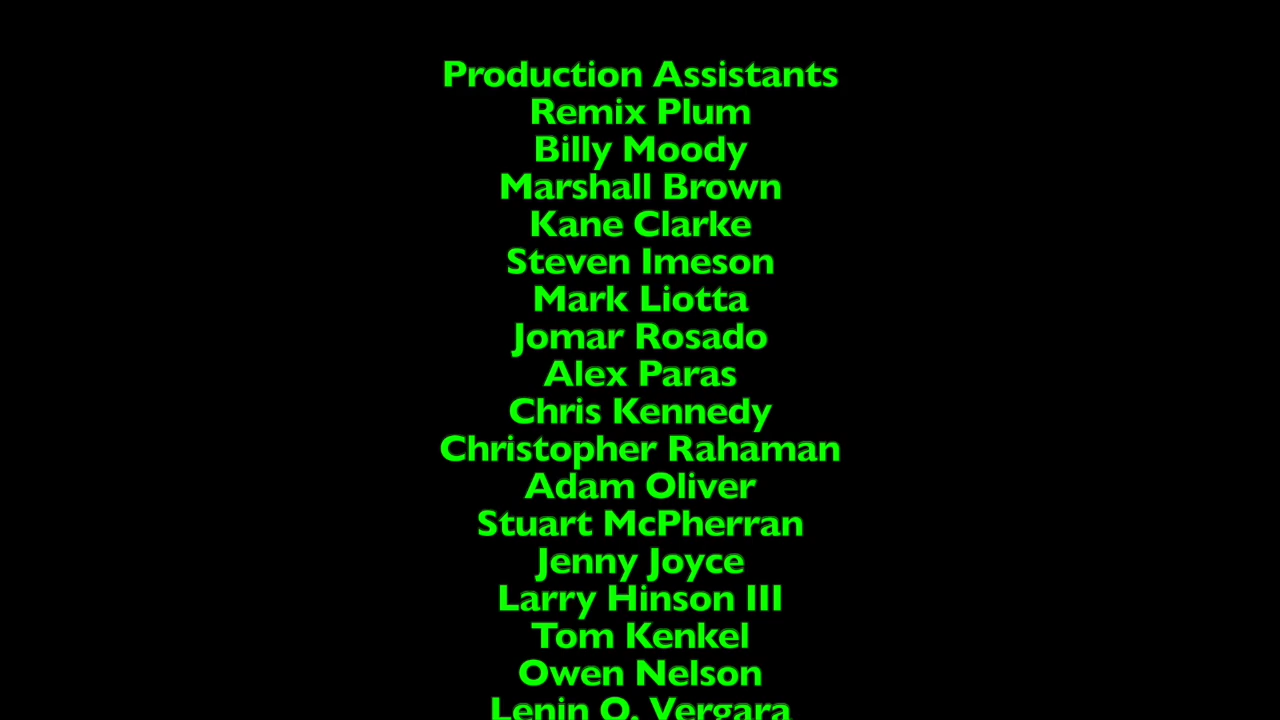 Production Assistants
Remix Plum
Billy Moody
Marshall Brown
Kane Clarke
Steven Imeson
Mark Liotta
Jomar Rosado
Alex Paras
Chris Kennedy
Christopher Rahaman
Adam Oliver
Stuart McPherran
Jenny Joyce
Larry Hinson III
Tom Kenkel
Owen Nelson
Lenin O. Vergara